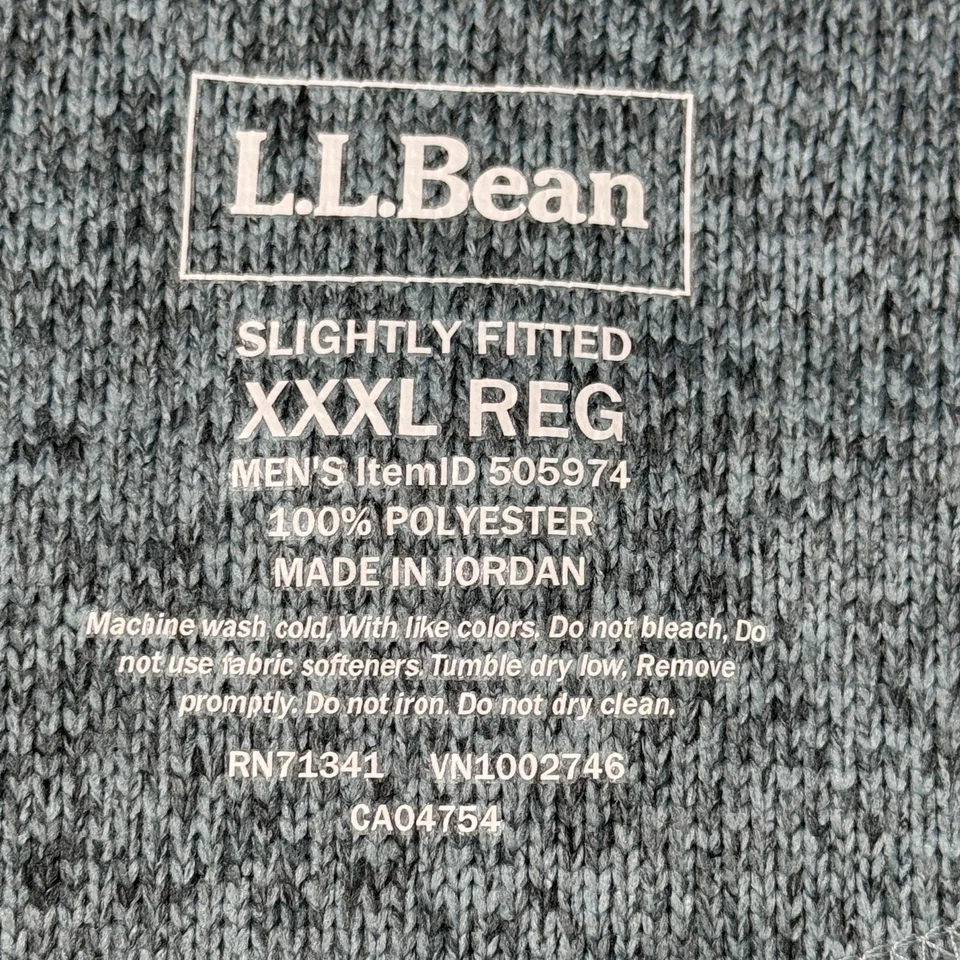 L.L.Bean
SLIGHTLY FITTED
XXXL REG
MEN'S ItemID 505974
100% POLYESTER
MADE IN JORDAN
Machine wash cold, With like colors. Do not bleach, Do
not use fabric softeners. Tumble dry low, Remove
promptly. Do not iron. Do not dry clean.
RN71341 VN1002746
CA04754